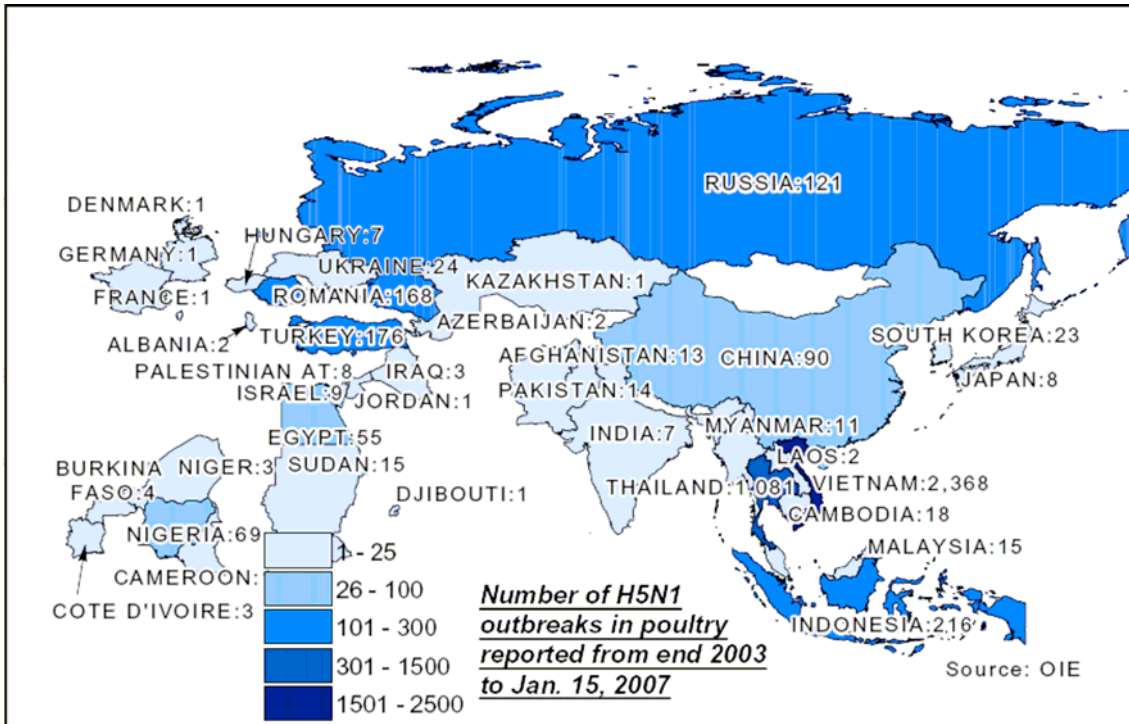 RUSSIA:121
DENMARK:1
HUNGARY:7
GERMANY:1
UKRAINE:24
KAZAKHSTAN:1
FRANCE:1
ROMANIA:168
AZERBAIJAN:2
TURKEY:176
SOUTH KOREA:23
ALBANIA:2
AFGHANISTAN:13
CHINA:90
PALESTINIAN AT:8
IRAQ:3
JAPAN:8
ISRAEL:97
JORDAN:1
PAKISTAN:14
MYANMAR:11
INDIA:7
EGYPT:55
LAOS:2
BURKINA
FASO:4
NIGER:3
SUDAN:15
DJIBOUTI:1
THAILAND:1,081
VIETNAM:2,368
CAMBODIA:18
NIGERIA:69
MALAYSIA:15
CAMEROON:
COTE D'IVOIRE:3
INDONESIA:216
1 - 25
26 - 100
101 - 300
301 - 1500
1501 - 2500
Number of H5N1
outbreaks in poultry
reported from end 2003
to Jan. 15, 2007
Source: OIE